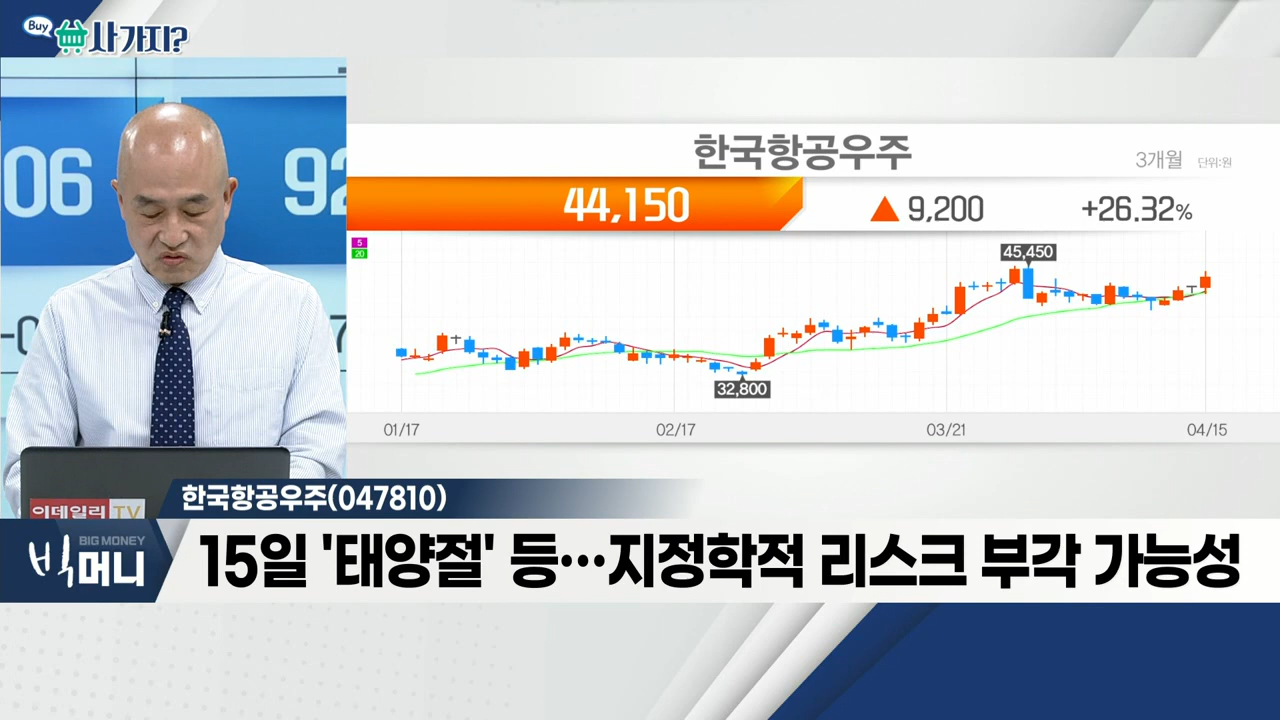 Buy
사가지?
06
92
한국항공우주
3개월 단위:원
44,150 ▲ 9,200 +26.32%
5
20
45,450
32,800
01/17 02/17 03/21 04/15
한국항공우주(047810)
이데일리 TV
BIG MONEY
빅머니
15일 '태양절' 등…지정학적 리스크 부각 가능성